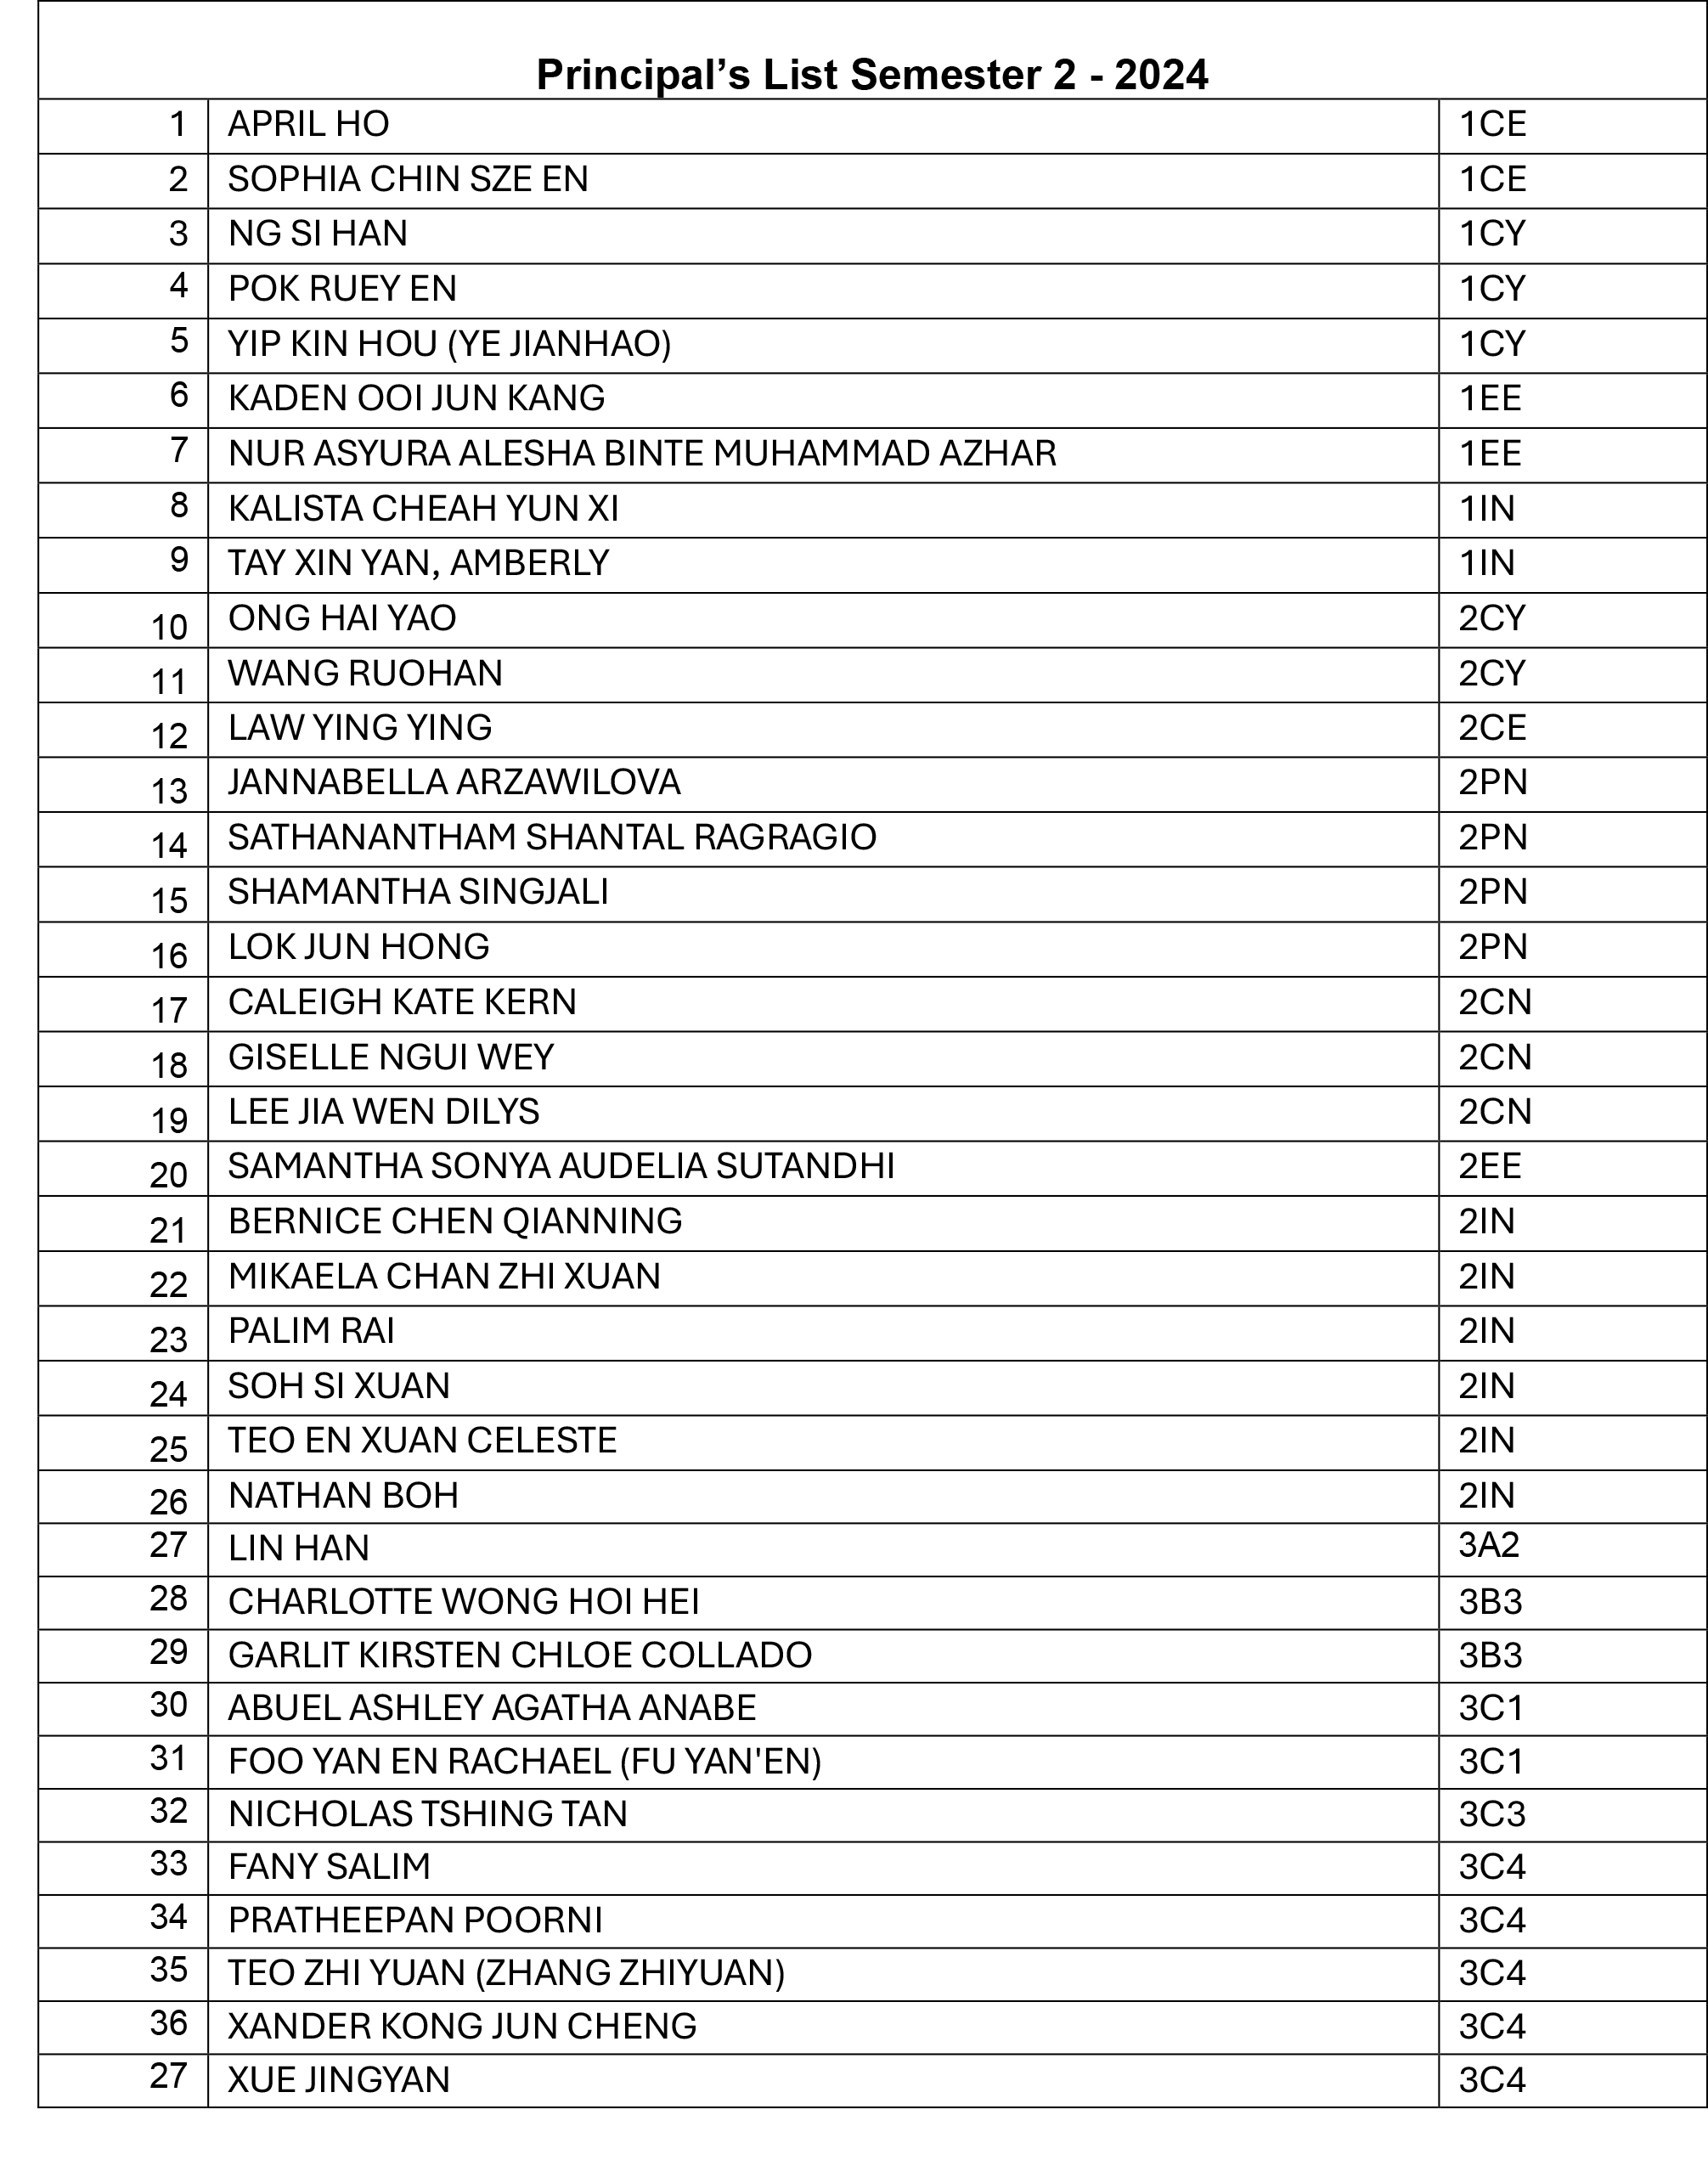 Principal’s List Semester 2 - 2024
1 APRIL HO 1CE
2 SOPHIA CHIN SZE EN 1CE
3 NG SI HAN 1CY
4 POK RUEY EN 1CY
5 YIP KIN HOU (YE JIANHAO) 1CY
6 KADEN OOI JUN KANG 1EE
7 NUR ASYURA ALESHA BINTE MUHAMMAD AZHAR 1EE
8 KALISTA CHEAH YUN XI 1IN
9 TAY XIN YAN, AMBERLY 1IN
10 ONG HAI YAO 2CY
11 WANG RUOHAN 2CY
12 LAW YING YING 2CE
13 JANNABELLA ARZAWILOVA 2PN
14 SATHANANTHAM SHANTAL RAGRAGIO 2PN
15 SHAMANTHA SINGJALI 2PN
16 LOK JUN HONG 2PN
17 CALEIGH KATE KERN 2CN
18 GISELLE NGUI WEY 2CN
19 LEE JIA WEN DILYS 2CN
20 SAMANTHA SONYA AUDELIA SUTANDHI 2EE
21 BERNICE CHEN QIANNING 2IN
22 MIKAELA CHAN ZHI XUAN 2IN
23 PALIM RAI 2IN
24 SOH SI XUAN 2IN
25 TEO EN XUAN CELESTE 2IN
26 NATHAN BOH 2IN
27 LIN HAN 3A2
28 CHARLOTTE WONG HOI HEI 3B3
29 GARLIT KIRSTEN CHLOE COLLADO 3B3
30 ABUEL ASHLEY AGATHA ANABE 3C1
31 FOO YAN EN RACHAEL (FU YAN'EN) 3C1
32 NICHOLAS TSHING TAN 3C3
33 FANY SALIM 3C4
34 PRATHEEPAN POORNI 3C4
35 TEO ZHI YUAN (ZHANG ZHIYUAN) 3C4
36 XANDER KONG JUN CHENG 3C4
27 XUE JINGYAN 3C4